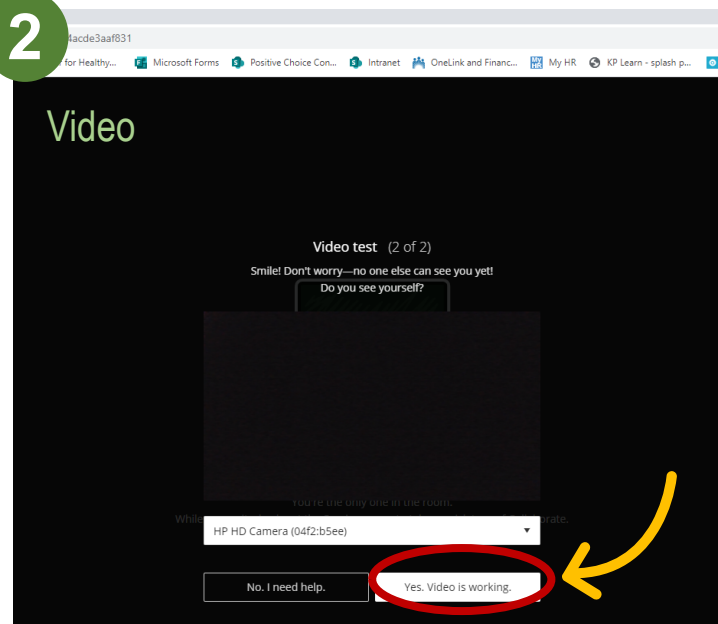 2
4acde3aaf831
for Healthy... Microsoft Forms Positive Choice Con... Intranet OneLink and Financ... MY HR My HR KP Learn - splash p...
Video
Video test (2 of 2)
Smile! Don't worry—no one else can see you yet!
Do you see yourself?
You're the only one in the room.
While
HP HD Camera (04f2:b5ee)
No. I need help. Yes. Video is working.